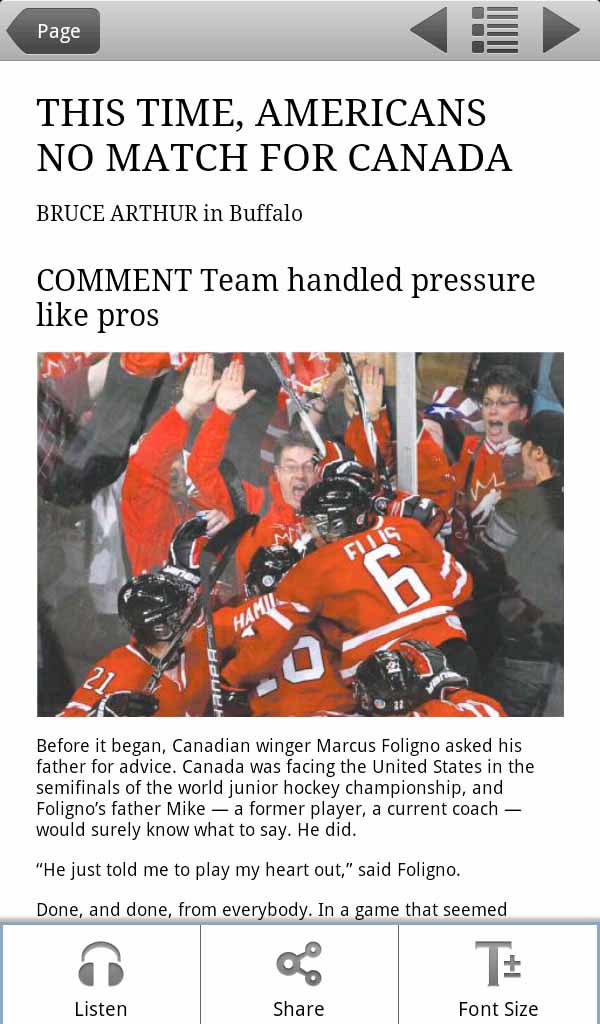 Page
THIS TIME, AMERICANS
NO MATCH FOR CANADA
BRUCE ARTHUR in Buffalo
COMMENT Team handled pressure
like pros
ELLIS
6
HAMIL
21
22
Before it began, Canadian winger Marcus Foligno asked his
father for advice. Canada was facing the United States in the
semifinals of the world junior hockey championship, and
Foligno’s father Mike — a former player, a current coach —
would surely know what to say. He did.
“He just told me to play my heart out,” said Foligno.
Done, and done, from everybody. In a game that seemed
Listen
Share
Font Size